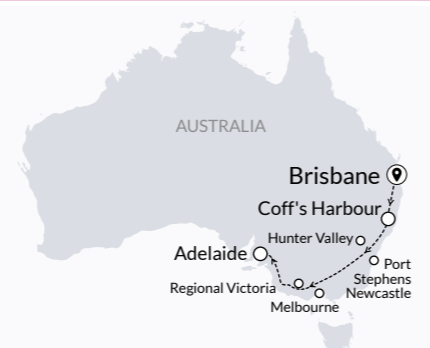 AUSTRALIA
Brisbane
Coff's Harbour
Hunter Valley
Adelaide
Port
Stephens
Newcastle
Regional Victoria
Melbourne